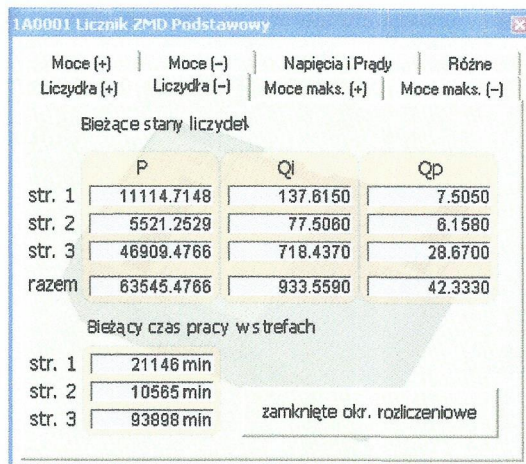 1A0001 Licznik ZMD Podstawowy
Moce (+) Moce (-) Napięcia i Prądy Różne
Liczydła (+) Liczydła (-) Moce maks. (+) Moce maks. (-)
Bieżące stany liczydeł
P Qi Qp
str. 1 11114.7148 137.6150 7.5050
str. 2 5521.2529 77.5060 6.1580
str. 3 46909.4766 718.4370 28.6700
razem 63545.4766 933.5590 42.3330
Bieżący czas pracy w strefach
str. 1 21146 min
str. 2 10565 min
str. 3 93898 min
zamknięte okr. rozliczeniowe